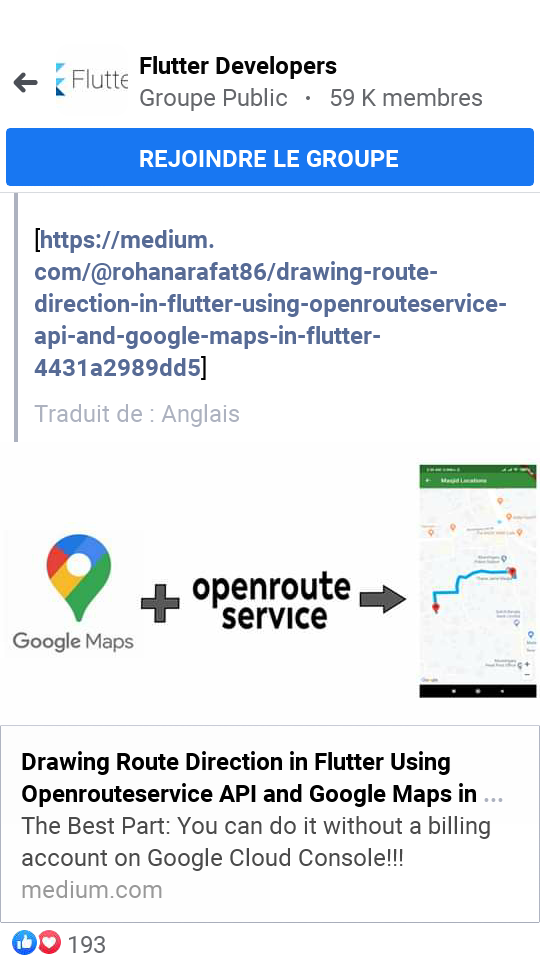 Flutter Developers
Flutte
Groupe Public · 59 K membres
REJOINDRE LE GROUPE
[https://medium.
com/@rohanarafat86/drawing-route-
direction-in-flutter-using-openrouteservice-
api-and-google-maps-in-flutter-
4431a2989dd5]
Traduit de : Anglais
Masjid Locations
openroute
service
Google Maps
Google
Drawing Route Direction in Flutter Using
Openrouteservice API and Google Maps in ...
The Best Part: You can do it without a billing
account on Google Cloud Console!!!
medium.com
193